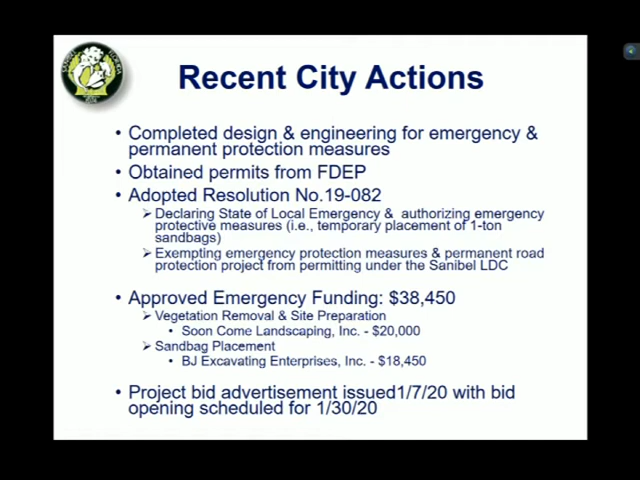 Recent City Actions
• Completed design & engineering for emergency &
permanent protection measures
• Obtained permits from FDEP
• Adopted Resolution No.19-082
➢ Declaring State of Local Emergency & authorizing emergency
protective measures (i.e., temporary placement of 1-ton
sandbags)
➢ Exempting emergency protection measures & permanent road
protection project from permitting under the Sanibel LDC
• Approved Emergency Funding: $38,450
➢ Vegetation Removal & Site Preparation
• Soon Come Landscaping, Inc. - $20,000
➢ Sandbag Placement
• BJ Excavating Enterprises, Inc. - $18,450
• Project bid advertisement issued1/7/20 with bid
opening scheduled for 1/30/20